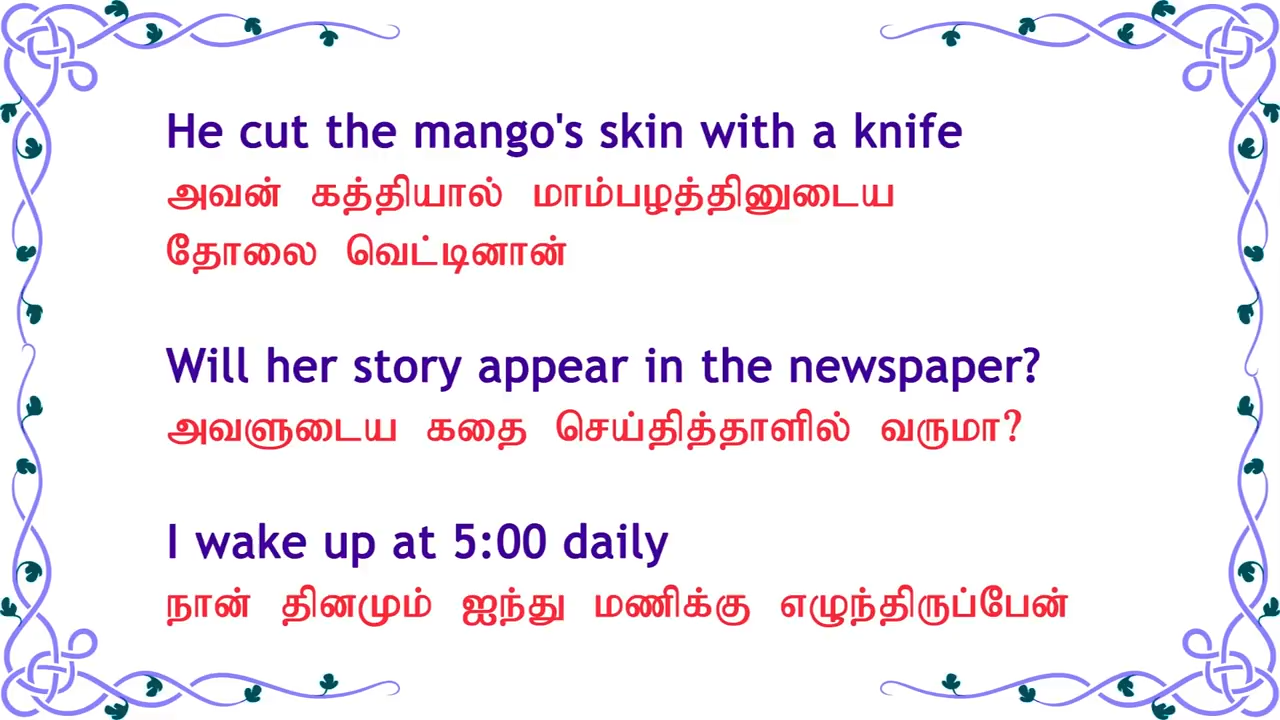 He cut the mango's skin with a knife
அவன் கத்தியால் மாம்பழத்தினுடைய
தோலை வெட்டினான்
Will her story appear in the newspaper?
அவளுடைய கதை செய்தித்தாளில் வருமா?
I wake up at 5:00 daily
நான் தினமும் ஐந்து மணிக்கு எழுந்திருப்பேன்